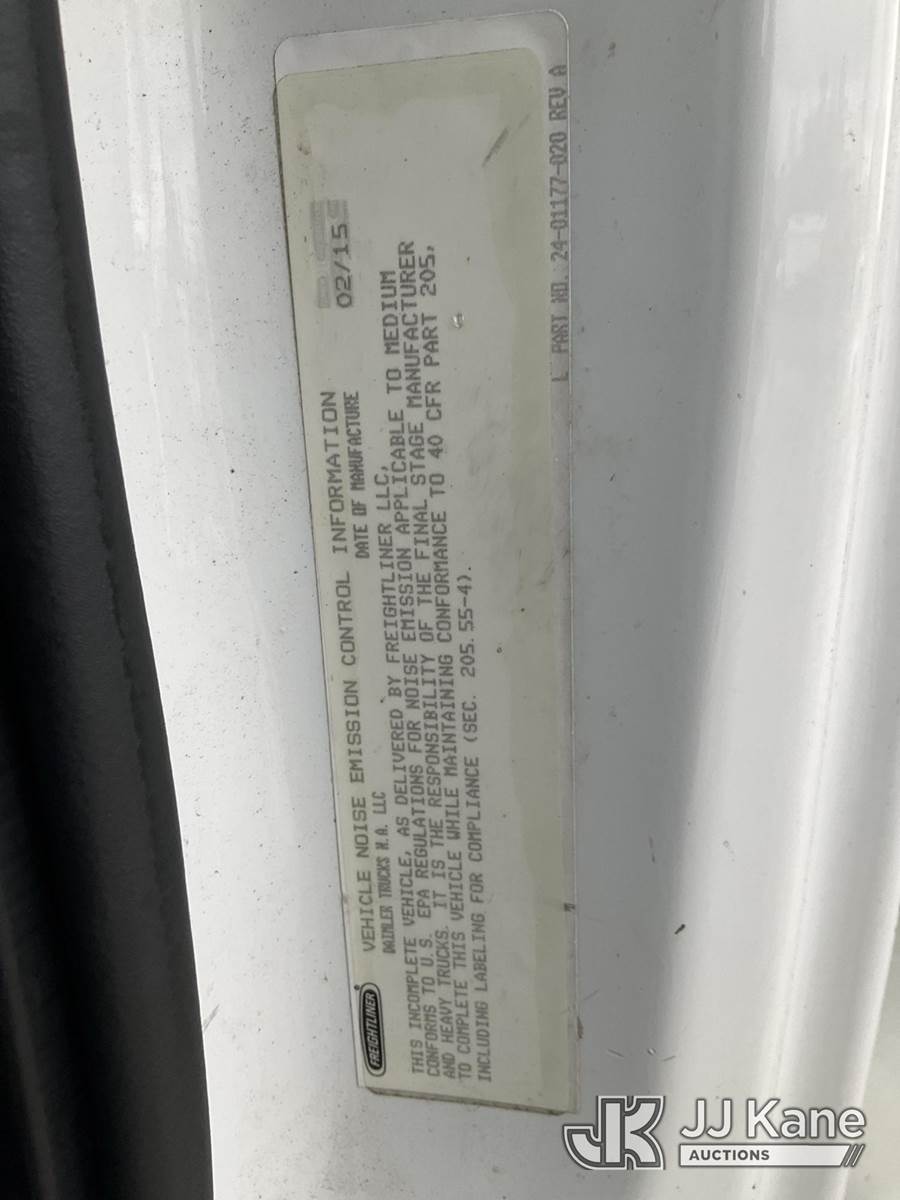 FREIGHTLINER
VEHICLE NOISE EMISSION CONTROL INFORMATION
DAIMLER TRUCKS N.A. LLC DATE OF MANUFACTURE 02/15
THIS INCOMPLETE VEHICLE, AS DELIVERED BY FREIGHTLINER LLC,
CONFORMS TO U.S. EPA REGULATIONS FOR NOISE EMISSION APPLICABLE TO MEDIUM
AND HEAVY TRUCKS. IT IS THE RESPONSIBILITY OF THE FINAL STAGE MANUFACTURER
TO COMPLETE THIS VEHICLE WHILE MAINTAINING CONFORMANCE TO 40 CFR PART 205,
INCLUDING LABELING FOR COMPLIANCE (SEC. 205.55-4).
L PART NO. 24-01177-020 REV A
JK JJ Kane
AUCTIONS